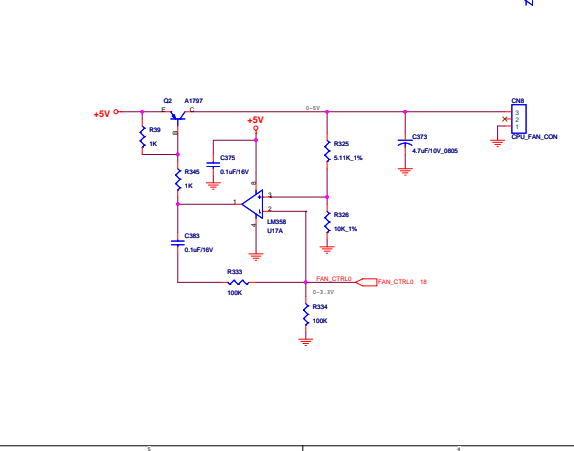 Q2 A1797
E C
B
+5V
0~5V
CN8
3
2
1
CPU_FAN_CON
+5V
R39
1K
R325
5.11K_1%
C373
4.7uF/10V_0805
C375
0.1uF/16V
R345
1K
8
3
1
2
4
LM358
U17A
R326
10K_1%
C383
0.1uF/16V
R333
100K
FAN_CTRL0
FAN_CTRL0 18
0~3.3V
R334
100K
5
4